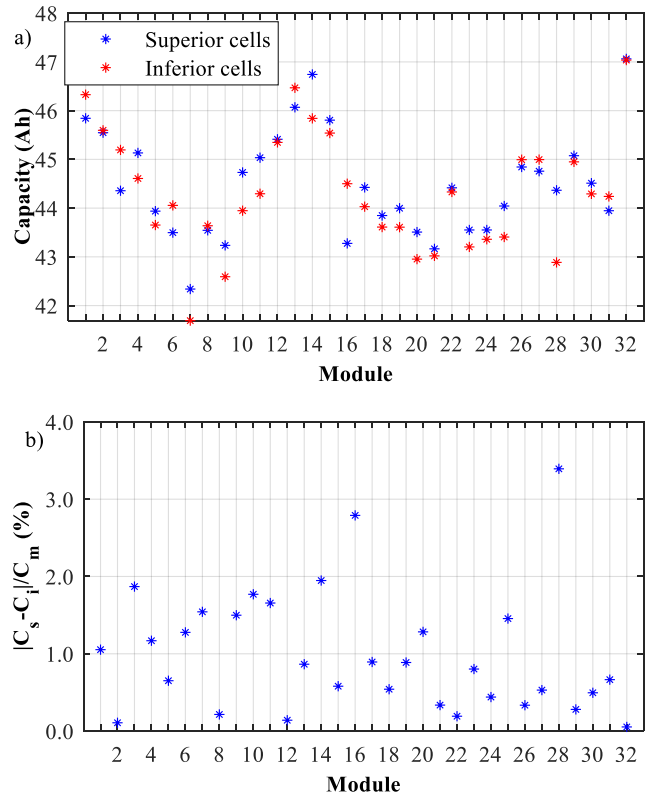 a)
48
47
46
45
44
43
42
Capacity (Ah)
Superior cells
Inferior cells
2 4 6 8 10 12 14 16 18 20 22 24 26 28 30 32
Module
b)
4.0
3.0
2.0
1.0
0.0
|C_s-C_i|/C_m (%)
2 4 6 8 10 12 14 16 18 20 22 24 26 28 30 32
Module